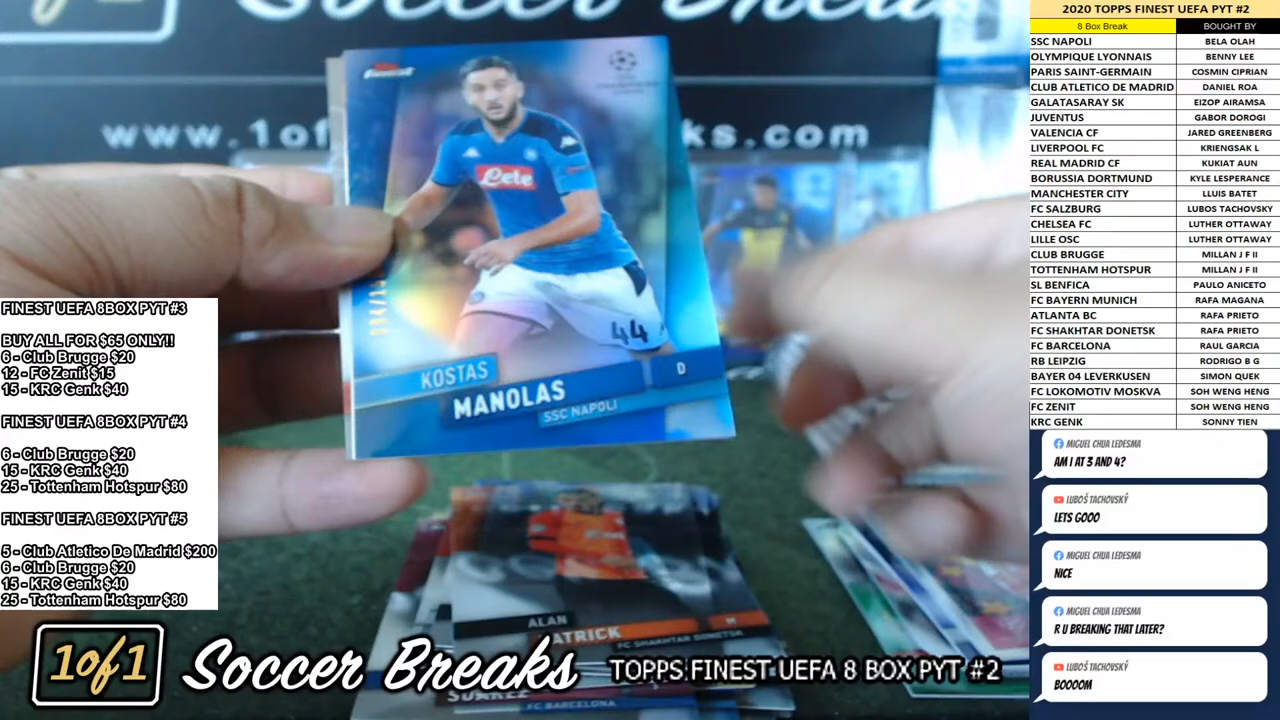 Soccer Breaks
www.1of
ks.com
Finest
Cete
44
KOSTAS
D
MANOLAS
SSC NAPOLI
ALAN
ATRICK
M
FC SHAKHTAR DONETSK
SUAREZ
FC BARCELONA
FINEST UEFA 8BOX PYT #3
BUY ALL FOR $65 ONLY!!
6 - Club Brugge $20
12 - FC Zenit $15
15 - KRC Genk $40
FINEST UEFA 8BOX PYT #4
6 - Club Brugge $20
15 - KRC Genk $40
25 - Tottenham Hotspur $80
FINEST UEFA 8BOX PYT #5
5 - Club Atletico De Madrid $200
6 - Club Brugge $20
15 - KRC Genk $40
25 - Tottenham Hotspur $80
1of1 Soccer Breaks TOPPS FINEST UEFA 8 BOX PYT #2
2020 TOPPS FINEST UEFA PYT #2
8 Box Break BOUGHT BY
SSC NAPOLI BELA OLAH
OLYMPIQUE LYONNAIS BENNY LEE
PARIS SAINT-GERMAIN COSMIN CIPRIAN
CLUB ATLETICO DE MADRID DANIEL ROA
GALATASARAY SK EIZOP AIRAMSA
JUVENTUS GABOR DOROGI
VALENCIA CF JARED GREENBERG
LIVERPOOL FC KRIENGSAK L
REAL MADRID CF KUKIAT AUN
BORUSSIA DORTMUND KYLE LESPERANCE
MANCHESTER CITY LLUIS BATET
FC SALZBURG LUBOS TACHOVSKY
CHELSEA FC LUTHER OTTAWAY
LILLE OSC LUTHER OTTAWAY
CLUB BRUGGE MILLAN J F II
TOTTENHAM HOTSPUR MILLAN J F II
SL BENFICA PAULO ANICETO
FC BAYERN MUNICH RAFA MAGANA
ATLANTA BC RAFA PRIETO
FC SHAKHTAR DONETSK RAFA PRIETO
FC BARCELONA RAUL GARCIA
RB LEIPZIG RODRIGO B G
BAYER 04 LEVERKUSEN SIMON QUEK
FC LOKOMOTIV MOSKVA SOH WENG HENG
FC ZENIT SOH WENG HENG
KRC GENK SONNY TIEN
MIGUEL CHUA LEDESMA
AM I AT 3 AND 4?
LUBOŠ TACHOVSKÝ
LETS GOOO
MIGUEL CHUA LEDESMA
NICE
MIGUEL CHUA LEDESMA
R U BREAKING THAT LATER?
LUBOŠ TACHOVSKÝ
BOOOOM